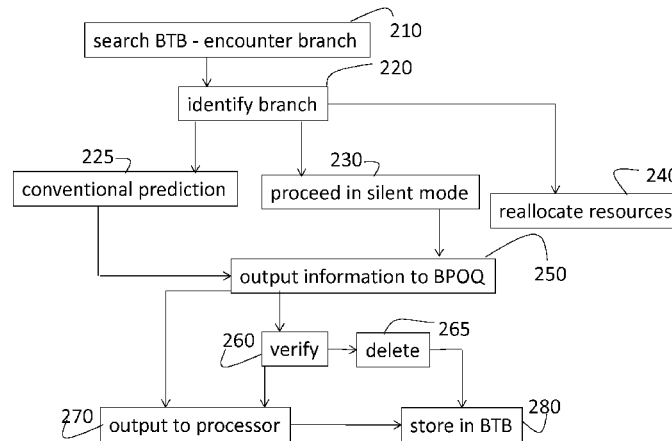 210
search BTB - encounter branch
220
identify branch
225
conventional prediction
230
proceed in silent mode
240
reallocate resources
output information to BPOQ
250
260
verify
265
delete
270
output to processor
store in BTB
280